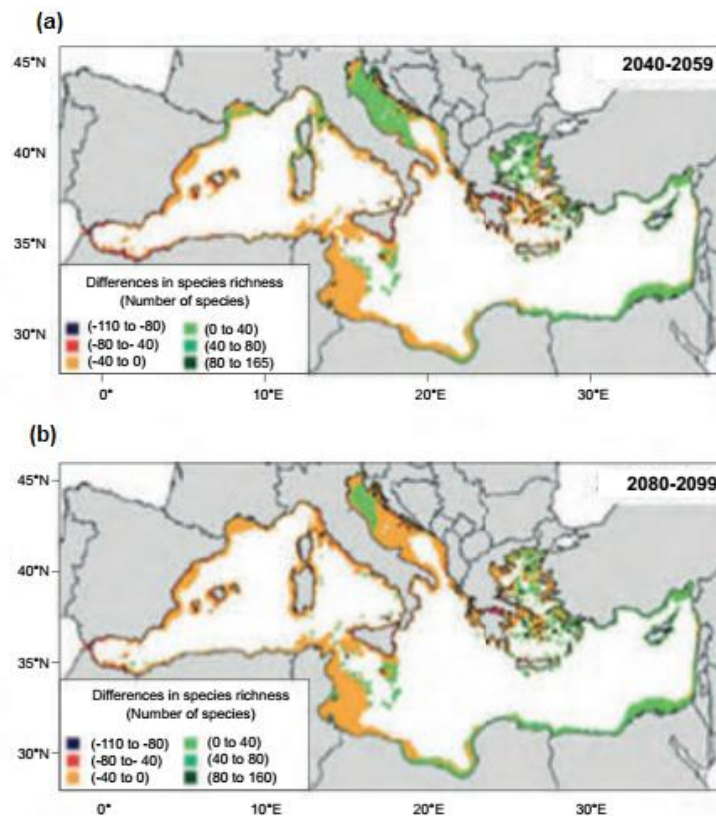 (a)
45°N
2040-2059
40°N
35°N
Differences in species richness
(Number of species)
(-110 to -80) (0 to 40)
(-80 to- 40) (40 to 80)
(-40 to 0) (80 to 165)
30°N
0° 10°E 20°E 30°E
(b)
45°N
2080-2099
40°N
35°N
Differences in species richness
(Number of species)
(-110 to -80) (0 to 40)
(-80 to- 40) (40 to 80)
(-40 to 0) (80 to 160)
30°N
0° 10°E 20°E 30°E